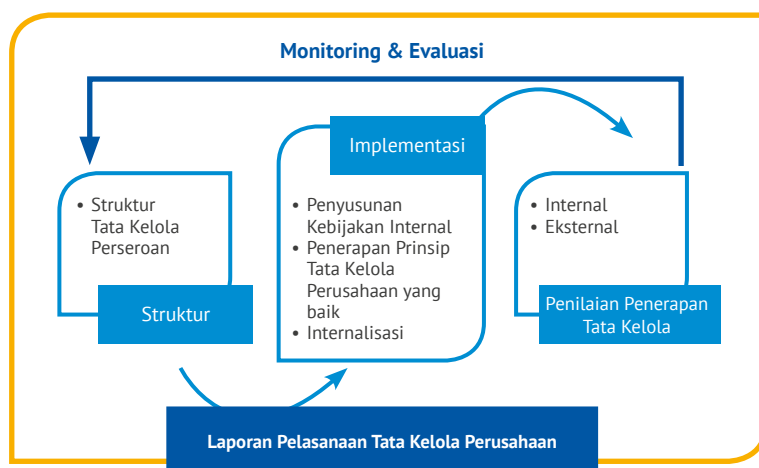 Monitoring & Evaluasi
• Struktur
Tata Kelola
Perseroan
Struktur
Implementasi
• Penyusunan
Kebijakan Internal
• Penerapan Prinsip
Tata Kelola
Perusahaan yang
baik
• Internalisasi
• Internal
• Eksternal
Penilaian Penerapan
Tata Kelola
Laporan Pelasanaan Tata Kelola Perusahaan